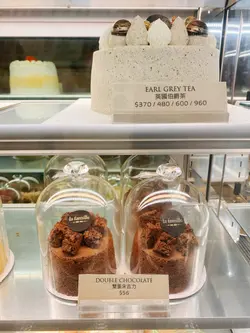 EARL GREY TEA
英國伯爵茶
$370 / 480 / 600 / 960
la famille
la famille
DOUBLE CHOCOLATE
雙重朱古力
$56